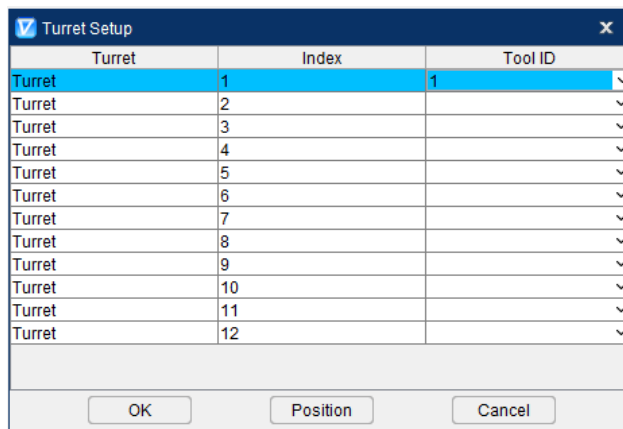 Turret Setup
Turret Index Tool ID
Turret 1 1
Turret 2
Turret 3
Turret 4
Turret 5
Turret 6
Turret 7
Turret 8
Turret 9
Turret 10
Turret 11
Turret 12
OK Position Cancel